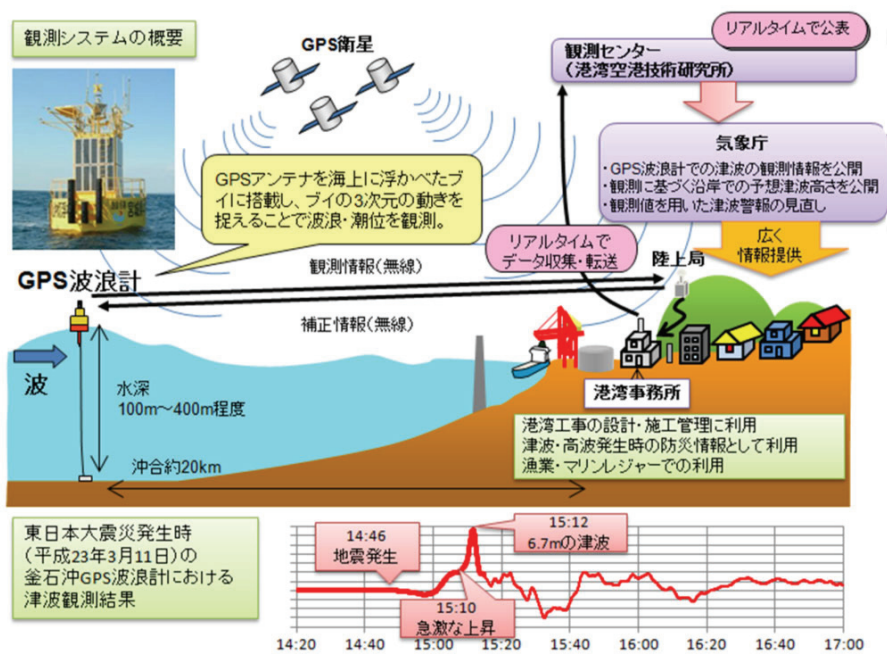 観測システムの概要
GPS衛星
リアルタイムで公表
観測センター
(港湾空港技術研究所)
気象庁
・GPS波浪計での津波の観測情報を公開
・観測に基づく沿岸での予想津波高さを公開
・観測値を用いた津波警報の見直し
GPSアンテナを海上に浮かべたブ
イに搭載し、ブイの3次元の動きを
捉えることで波浪・潮位を観測。
リアルタイムで
データ収集・転送
広く
情報提供
陸上局
GPS波浪計
観測情報(無線)
補正情報(無線)
波
水深
100m～400m程度
沖合約20km
港湾事務所
港湾工事の設計・施工管理に利用
津波・高波発生時の防災情報として利用
漁業・マリンレジャーでの利用
東日本大震災発生時
(平成23年3月11日)の
釜石沖GPS波浪計における
津波観測結果
14:46
地震発生
15:12
6.7mの津波
15:10
急激な上昇
14:20 14:40 15:00 15:20 15:40 16:00 16:20 16:40 17:00